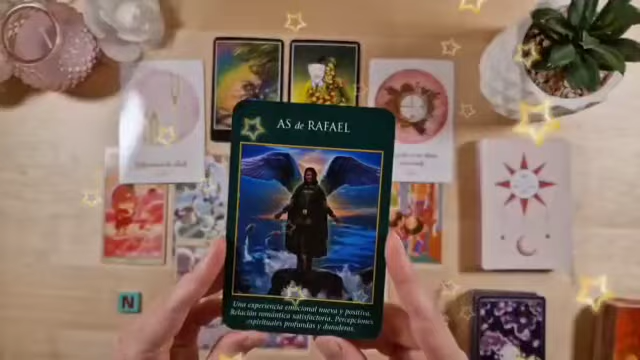 AS de RAFAEL
Una experiencia emocional nueva y positiva.
Relación romántica satisfactoria. Percepciones
espirituales profundas y duraderas.
N